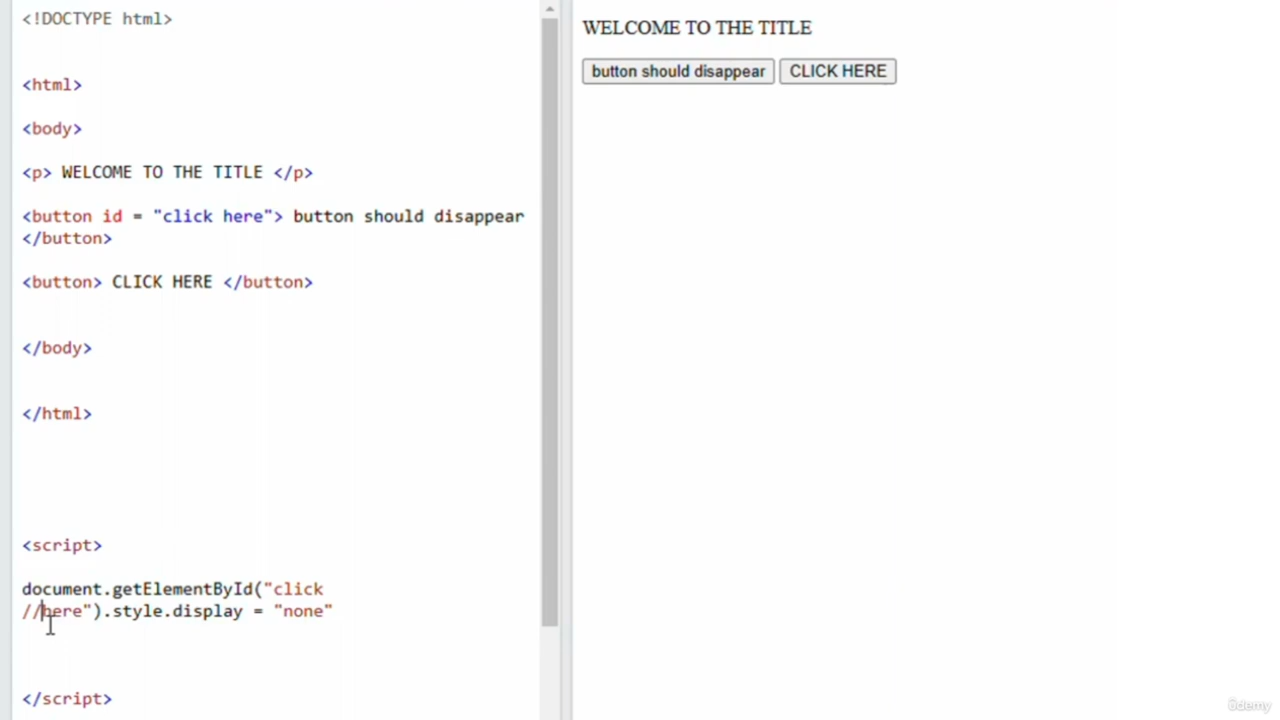 <!DOCTYPE html>
<html>
<body>
<p> WELCOME TO THE TITLE </p>
<button id = "click here"> button should disappear
</button>
<button> CLICK HERE </button>
</body>
</html>
<script>
document.getElementById("click
//here").style.display = "none"
</script>
WELCOME TO THE TITLE
button should disappear CLICK HERE
ûdemy